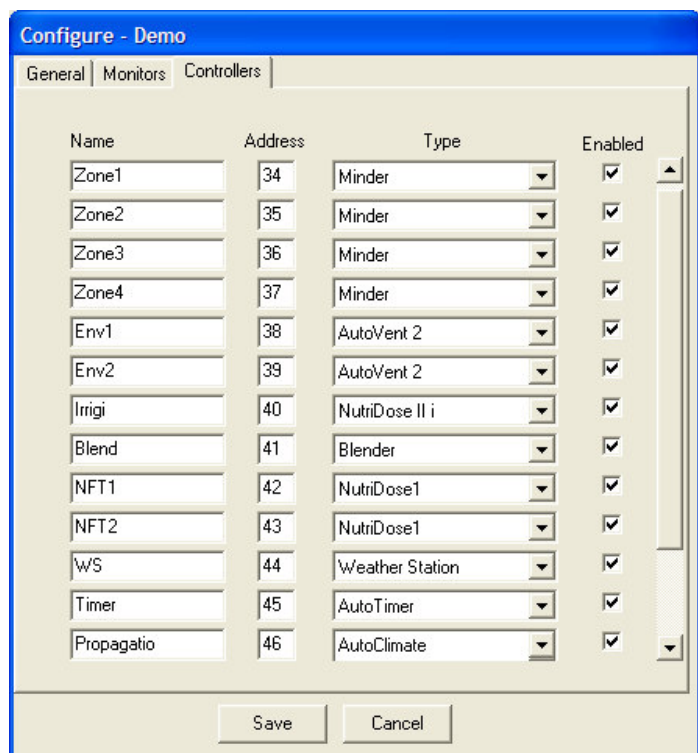 Configure - Demo
General Monitors Controllers
Name Address Type Enabled
Zone1 34 Minder
Zone2 35 Minder
Zone3 36 Minder
Zone4 37 Minder
Env1 38 AutoVent 2
Env2 39 AutoVent 2
Irrigi 40 NutriDose II i
Blend 41 Blender
NFT1 42 NutriDose1
NFT2 43 NutriDose1
WS 44 Weather Station
Timer 45 AutoTimer
Propagatio 46 AutoClimate
Save Cancel